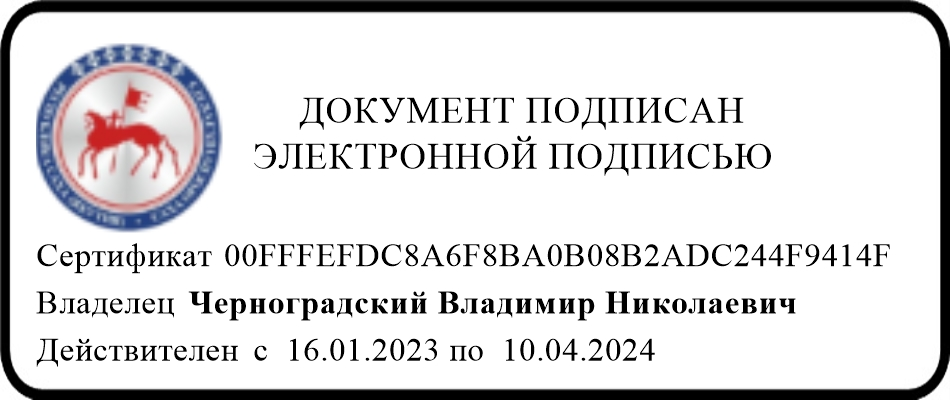 ДОКУМЕНТ ПОДПИСАН
ЭЛЕКТРОННОЙ ПОДПИСЬЮ
Сертификат 00FFFEFDC8A6F8BA0B08B2ADC244F9414F
Владелец Черноградский Владимир Николаевич
Действителен с 16.01.2023 по 10.04.2024